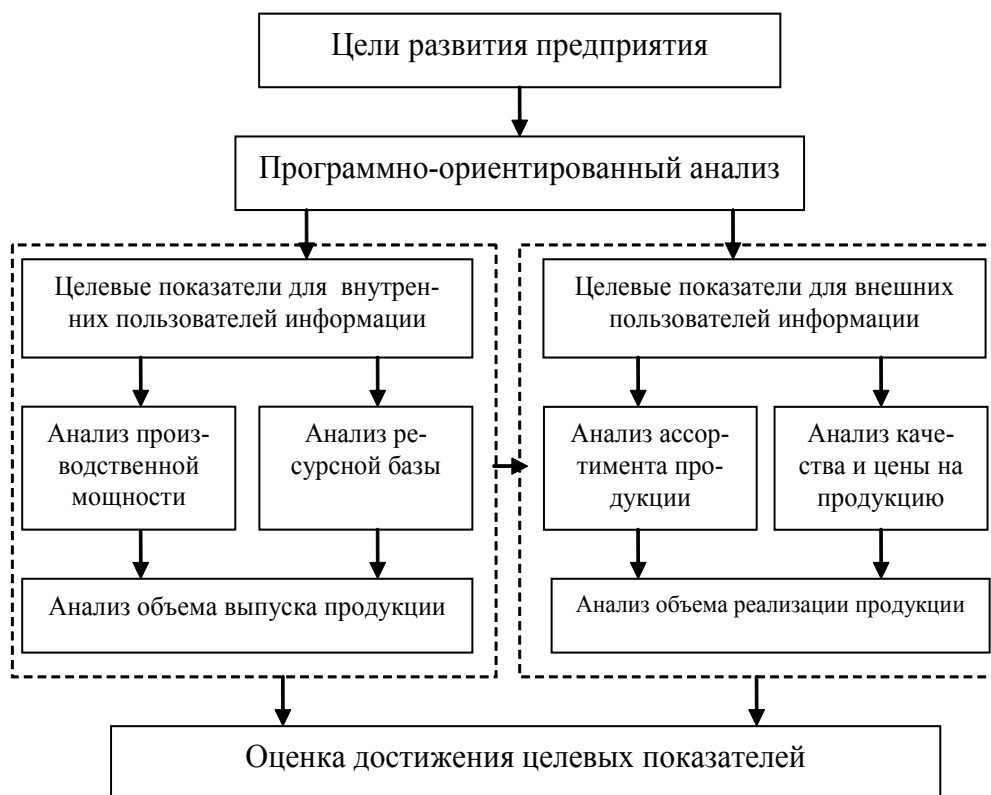 Цели развития предприятия
Программно-ориентированный анализ
Целевые показатели для внутрен-
них пользователей информации
Целевые показатели для внешних
пользователей информации
Анализ произ-
водственной
мощности
Анализ ре-
сурсной базы
Анализ ассор-
тимента про-
дукции
Анализ каче-
ства и цены на
продукцию
Анализ объема выпуска продукции
Анализ объема реализации продукции
Оценка достижения целевых показателей